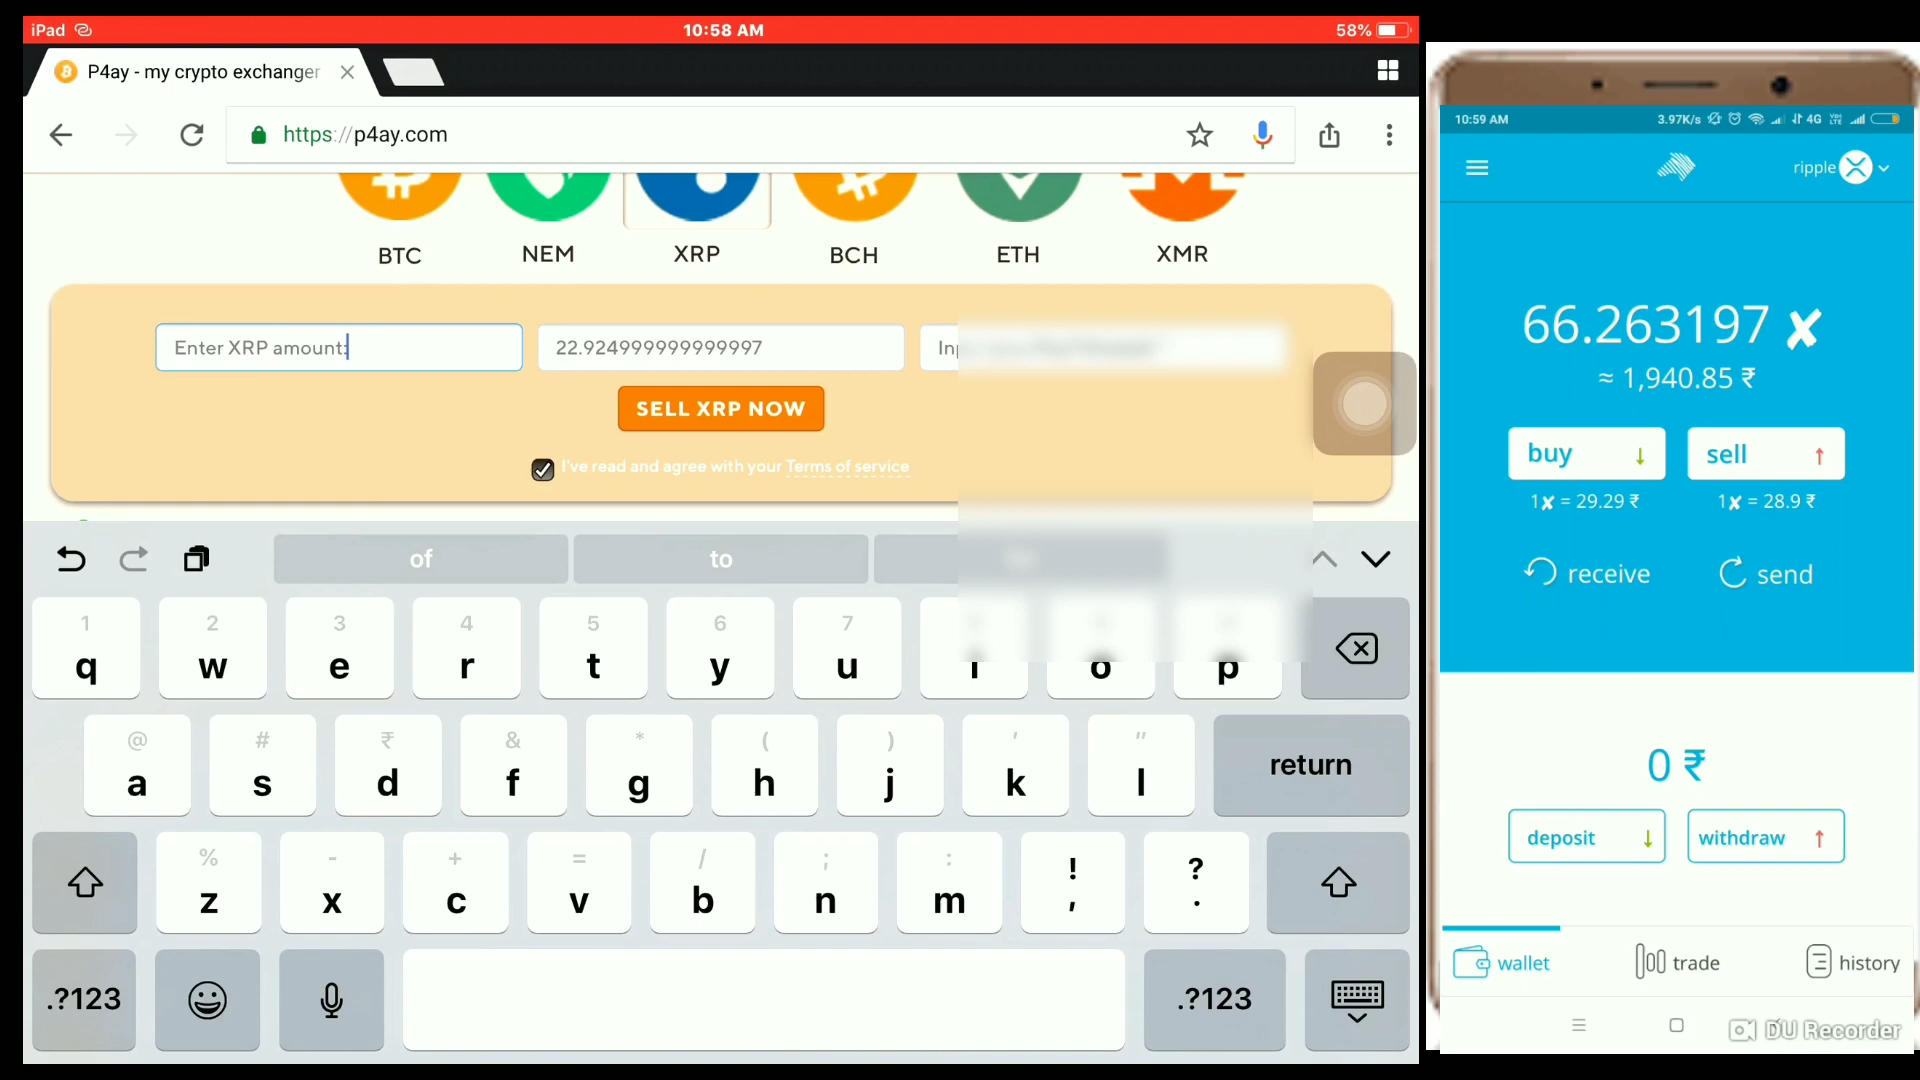 iPad
10:58 AM
58%
P4ay - my crypto exchanger
https://p4ay.com
BTC
NEM
XRP
BCH
ETH
XMR
Enter XRP amount:
22.924999999999997
SELL XRP NOW
I've read and agree with your Terms of service
of
to
1 2 3 4 5 6 7
q w e r t y u i o p
@ # ₹ & * ( ) ' "
a s d f g h j k l return
% - + = / ; : ! ?
z x c v b n m , .
.?123
.?123
10:59 AM
3.97K/s
4G
VoLTE
ripple
66.263197
≈ 1,940.85 ₹
buy ↓
sell ↑
1 = 29.29 ₹
1 = 28.9 ₹
receive
send
0 ₹
deposit ↓
withdraw ↑
wallet
trade
history
DU Recorder